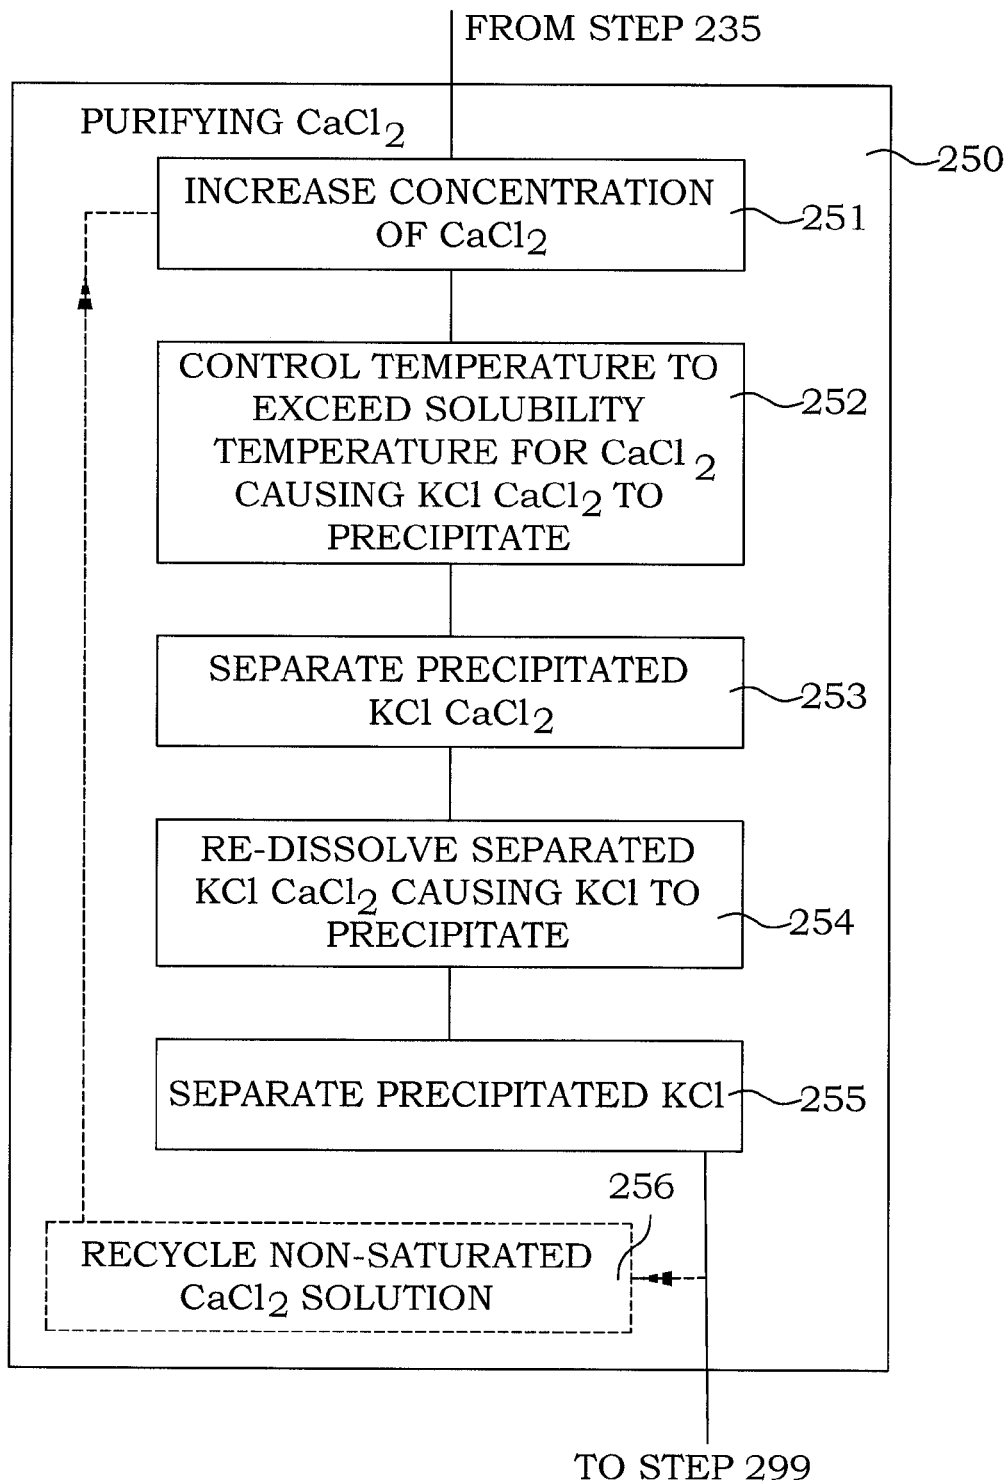 FROM STEP 235
PURIFYING CaCl2
250
INCREASE CONCENTRATION
OF CaCl2
251
CONTROL TEMPERATURE TO
EXCEED SOLUBILITY
TEMPERATURE FOR CaCl2
CAUSING KCl CaCl2 TO
PRECIPITATE
252
SEPARATE PRECIPITATED
KCl CaCl2
253
RE-DISSOLVE SEPARATED
KCl CaCl2 CAUSING KCl TO
PRECIPITATE
254
SEPARATE PRECIPITATED KCl
255
256
RECYCLE NON-SATURATED
CaCl2 SOLUTION
TO STEP 299